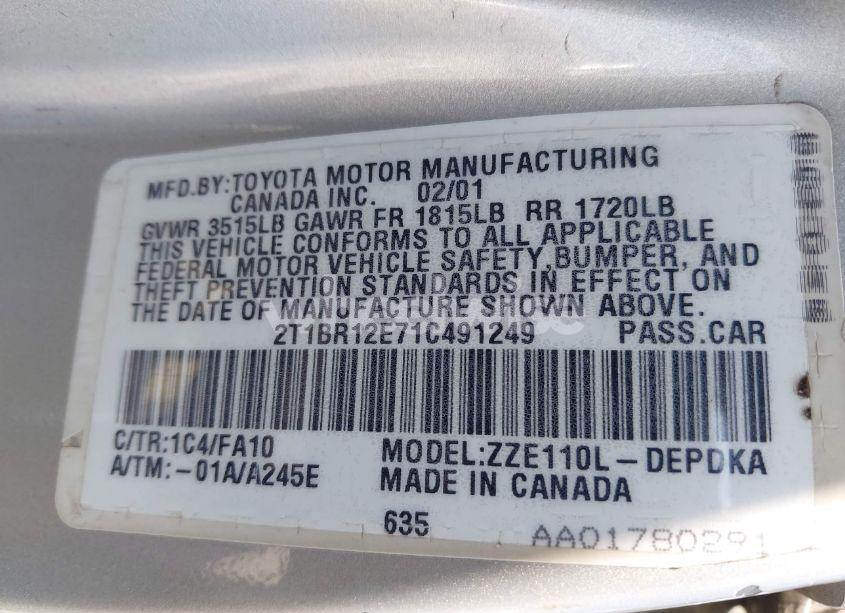 MFD.BY:TOYOTA MOTOR MANUFACTURING
CANADA INC. 02/01
GVWR 3515LB GAWR FR 1815LB RR 1720LB
THIS VEHICLE CONFORMS TO ALL APPLICABLE
FEDERAL MOTOR VEHICLE SAFETY,BUMPER, AND
THEFT PREVENTION STANDARDS IN EFFECT ON
THE DATE OF MANUFACTURE SHOWN ABOVE.
2T1BR12E71C491249 PASS.CAR
C/TR:1C4/FA10 MODEL:ZZE110L-DEPDKA
A/TM:-01A/A245E MADE IN CANADA
635 AA01780291